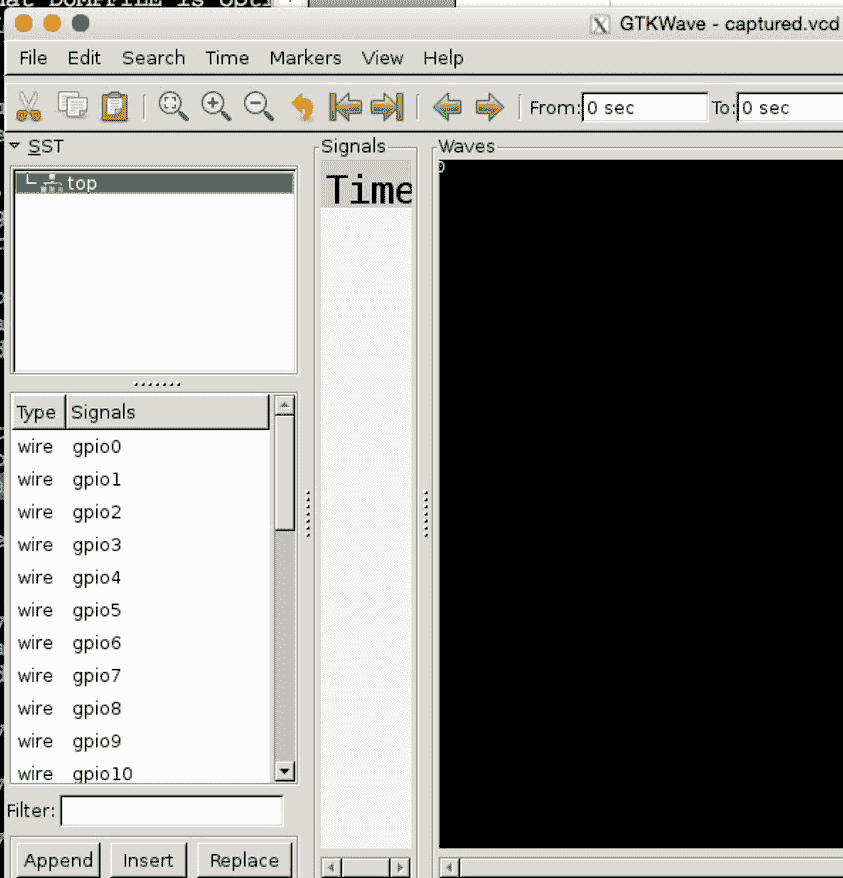 GTKWave - captured.vcd
File Edit Search Time Markers View Help
From: 0 sec To: 0 sec
SST
top
Signals
Time
Waves
0
Type Signals
wire gpio0
wire gpio1
wire gpio2
wire gpio3
wire gpio4
wire gpio5
wire gpio6
wire gpio7
wire gpio8
wire gpio9
wire gpio10
Filter:
Append Insert Replace